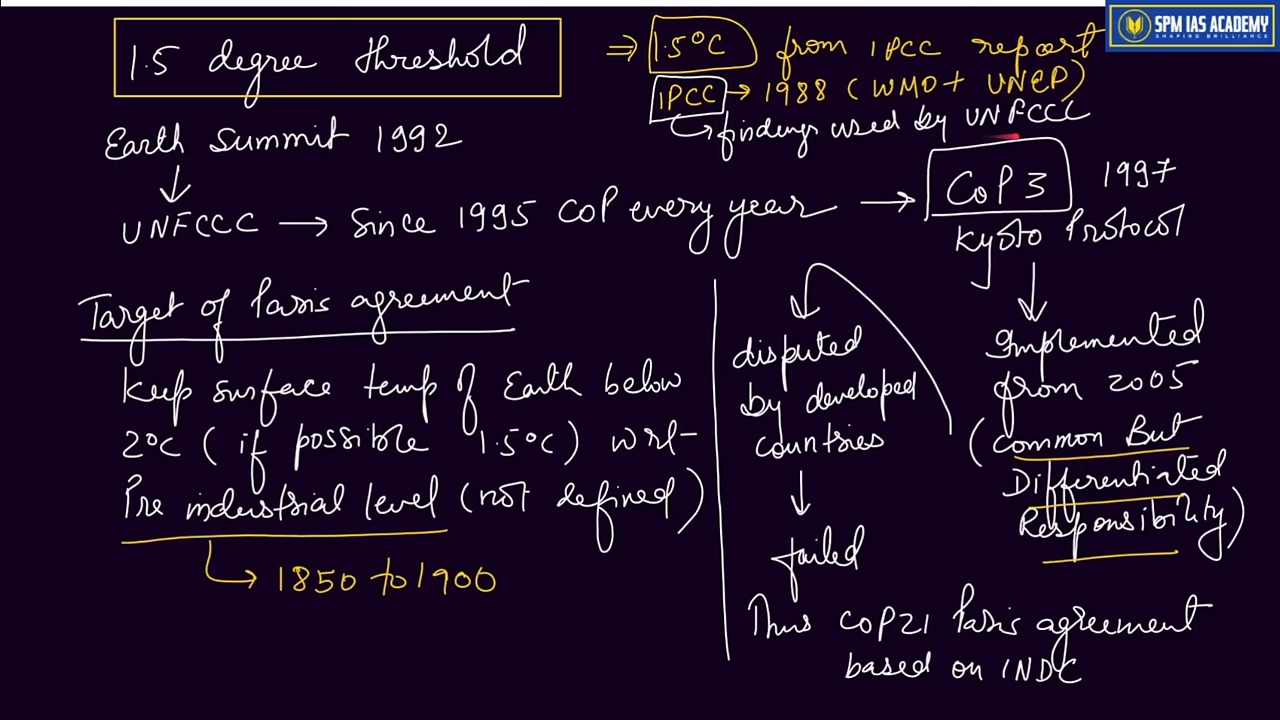 1.5 degree threshold
⇒ 1.5°C from IPCC report
IPCC → 1988 (WMO + UNEP)
↳ findings used by UNFCCC
SPM IAS ACADEMY
SHAPING BRILLIANCE
Earth Summit 1992
↓
UNFCCC → Since 1995 COP every year → COP 3 1997
Kyoto Protocol
↓
Implemented
from 2005
(Common But
Differentiated
Responsibility)
Target of Paris agreement
Keep surface temp of Earth below
2°C (if possible 1.5°C) wrt
Pre industrial level (not defined)
↳ 1850 to 1900
disputed
by developed
countries
↓
failed
Thus COP21 Paris agreement
based on INDC